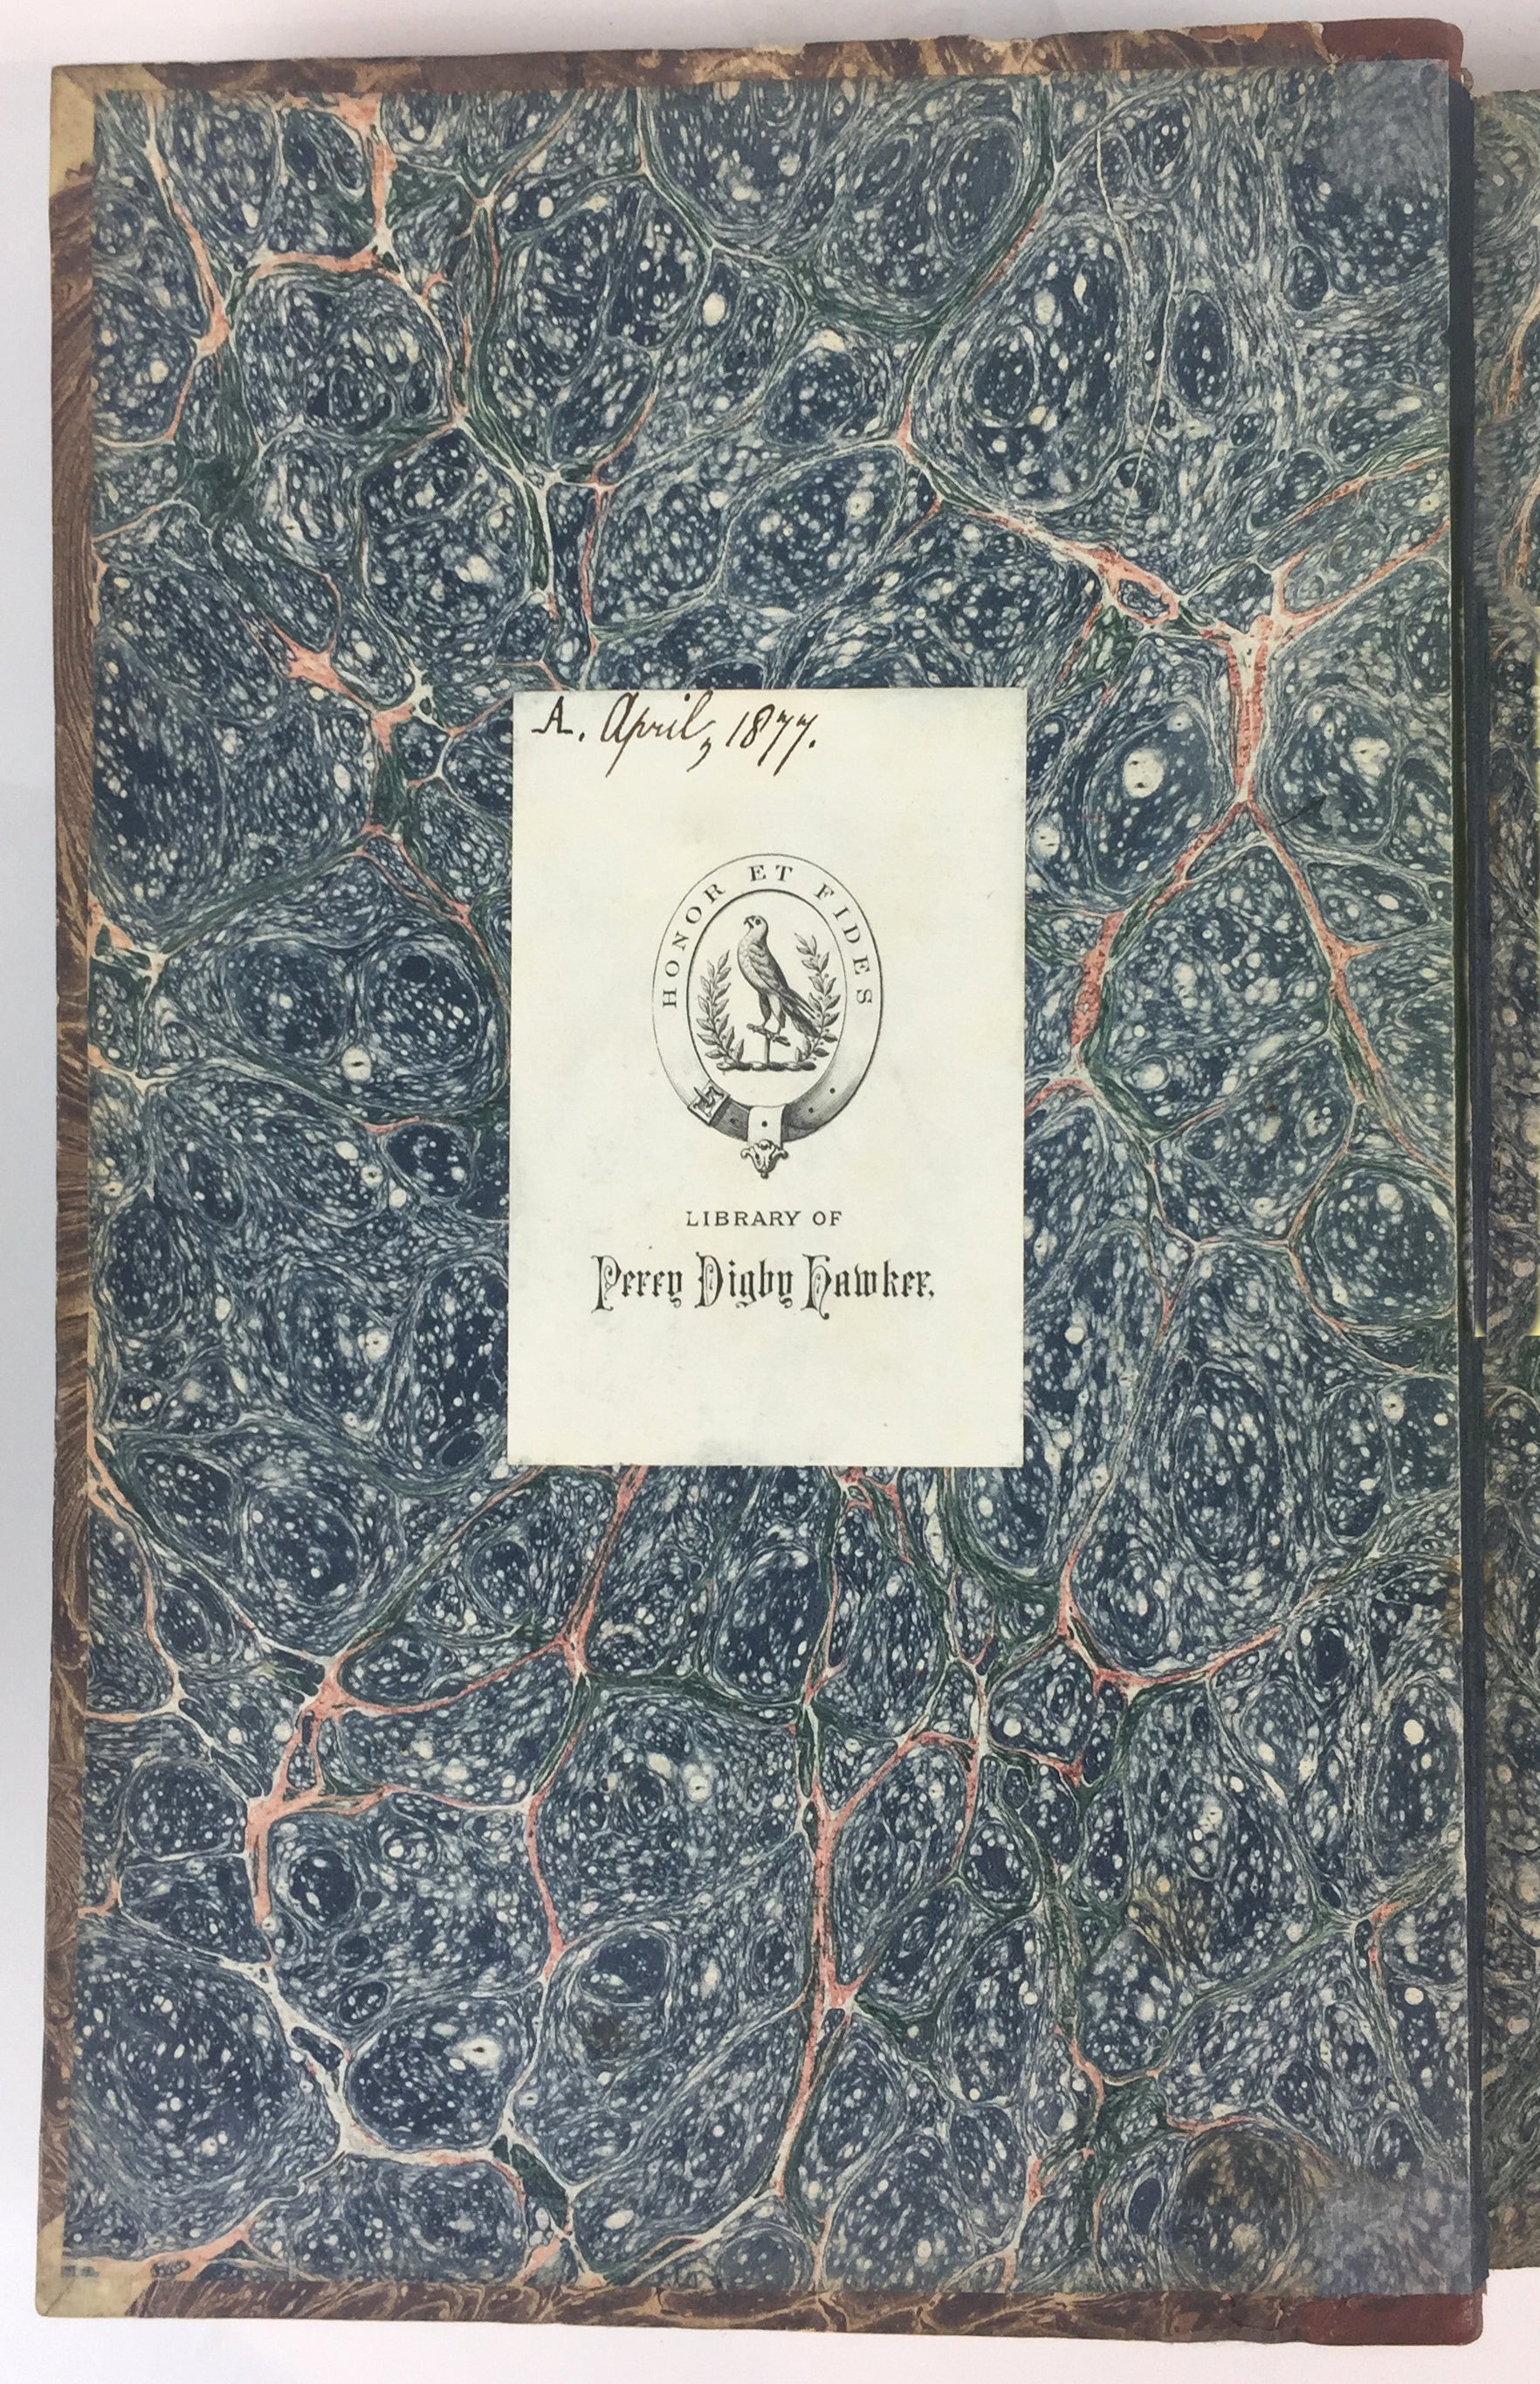 A. April, 1877.
HONOR ET FIDES
LIBRARY OF
Percy Digby Hawker.